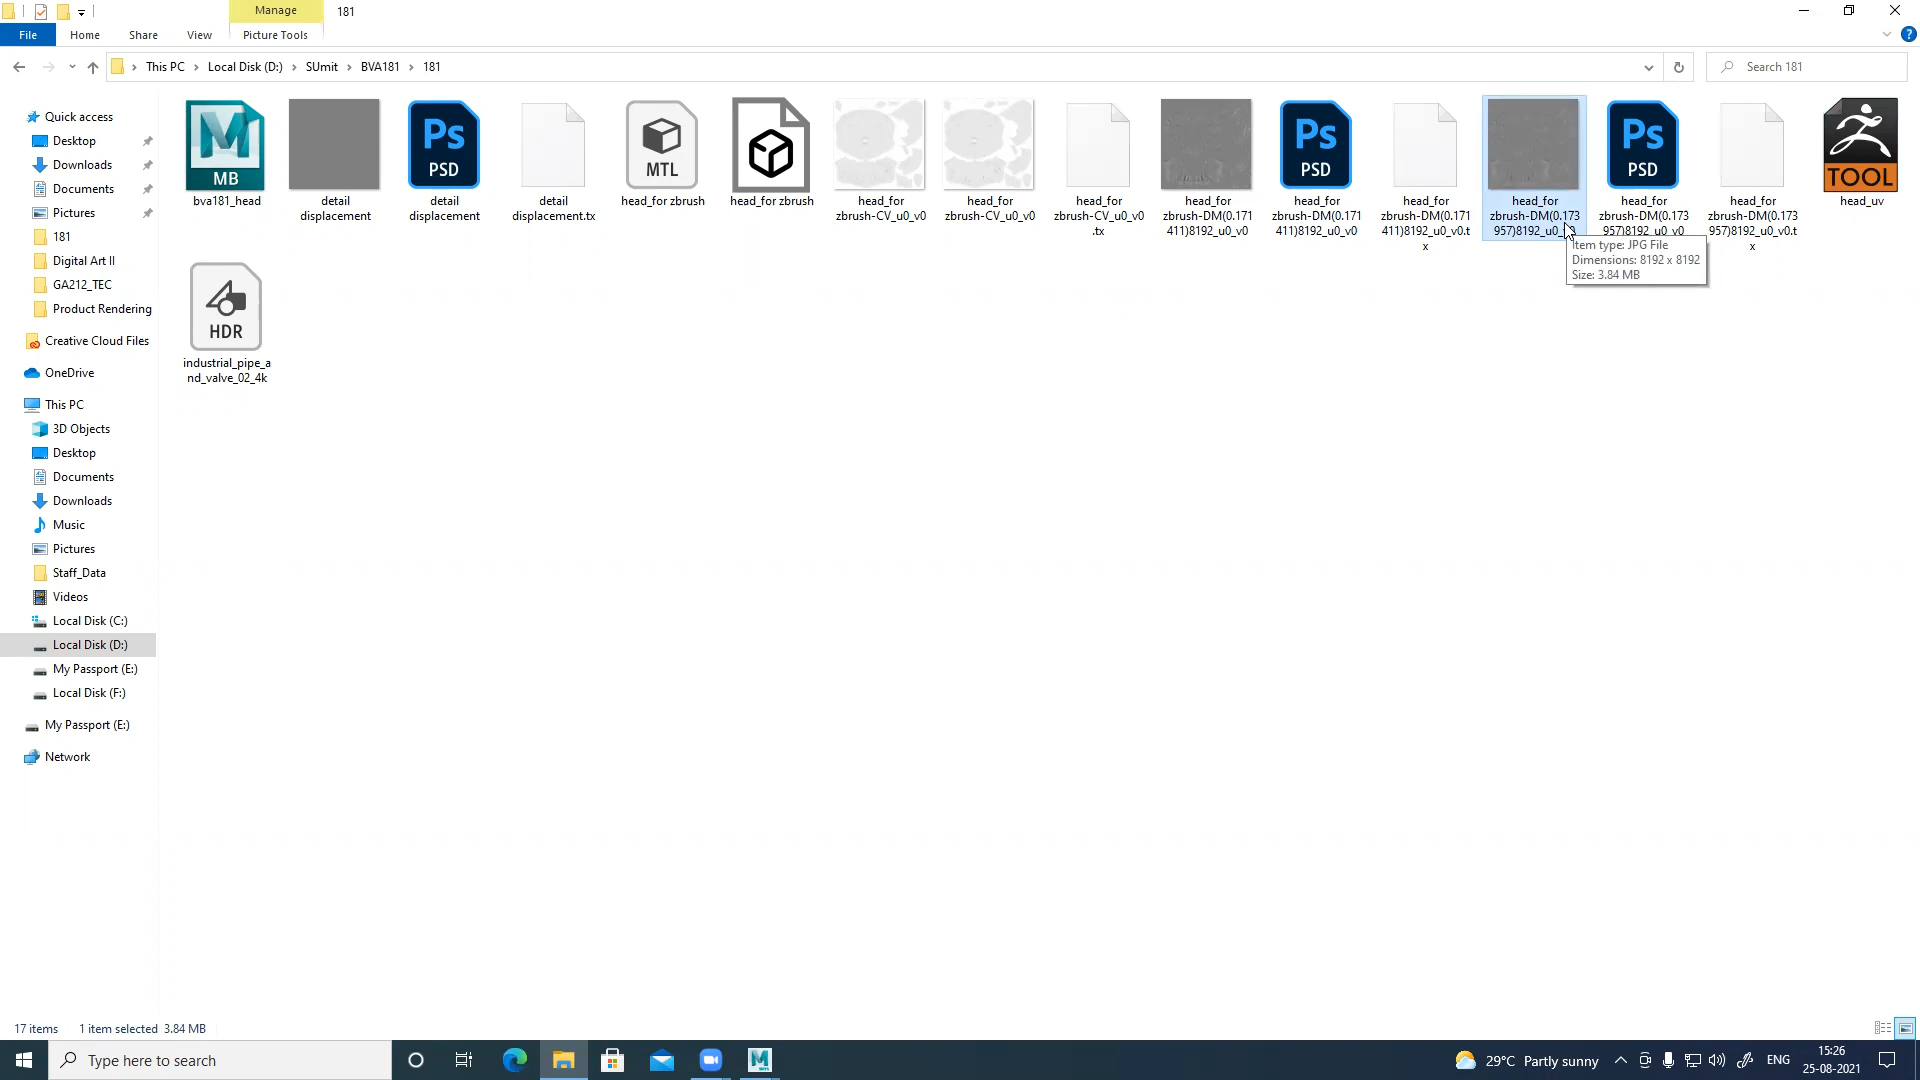 Manage
181
File
Home
Share
View
Picture Tools
This PC
Local Disk (D:)
SUmit
BVA181
181
Search 181
Quick access
Desktop
Downloads
Documents
Pictures
181
Digital Art II
GA212_TEC
Product Rendering
Creative Cloud Files
OneDrive
This PC
3D Objects
Desktop
Documents
Downloads
Music
Pictures
Staff_Data
Videos
Local Disk (C:)
Local Disk (D:)
My Passport (E:)
Local Disk (F:)
My Passport (E:)
Network
MB
bva181_head
detail
displacement
Ps
PSD
detail
displacement
detail
displacement.tx
MTL
head_for zbrush
head_for zbrush
head_for
zbrush-CV_u0_v0
head_for
zbrush-CV_u0_v0
head_for
zbrush-CV_u0_v0
.tx
head_for
zbrush-DM(0.171
411)8192_u0_v0
Ps
PSD
head_for
zbrush-DM(0.171
411)8192_u0_v0
head_for
zbrush-DM(0.171
411)8192_u0_v0.t
x
head_for
zbrush-DM(0.173
957)8192_u0_v0
Ps
PSD
head_for
zbrush-DM(0.173
957)8192_u0_v0
head_for
zbrush-DM(0.173
957)8192_u0_v0.t
x
TOOL
head_uv
Item type: JPG File
Dimensions: 8192 x 8192
Size: 3.84 MB
HDR
industrial_pipe_a
nd_valve_02_4k
17 items
1 item selected 3.84 MB
Type here to search
29°C Partly sunny
ENG
15:26
25-08-2021